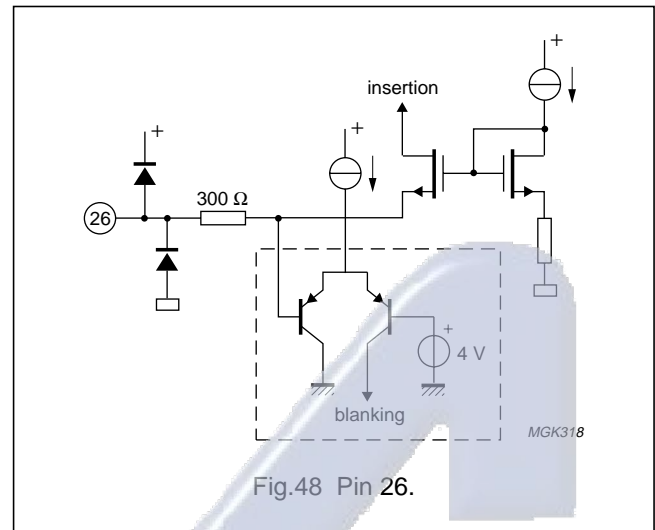 +
insertion
+
+
300 Ω
26
+
4 V
blanking
MGK318
Fig.48 Pin 26.